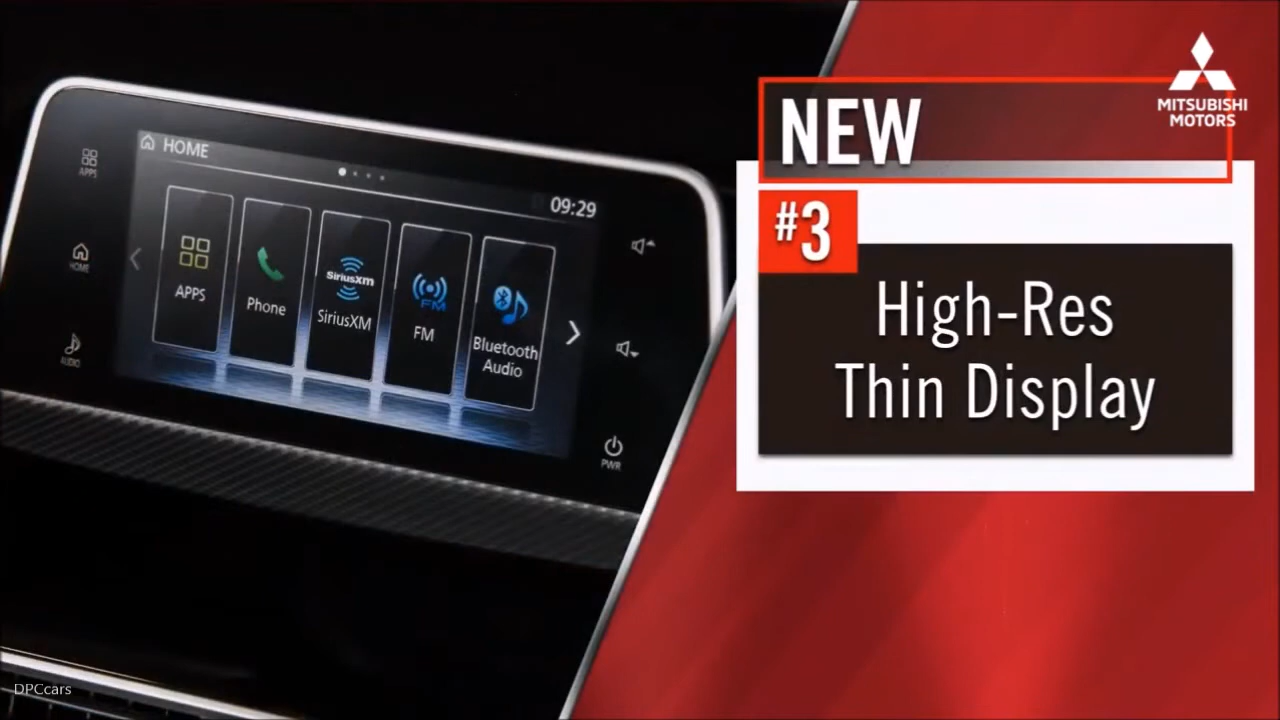 HOME
09:29
APPS
HOME
AUDIO
APPS
Phone
SiriusXM
SiriusXM
FM
FM
Bluetooth
Audio
PWR
NEW
#3
High-Res
Thin Display
MITSUBISHI
MOTORS
DPCcars